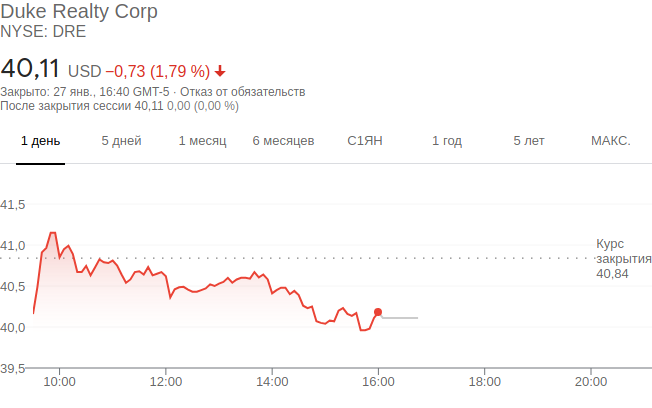 Duke Realty Corp
NYSE: DRE
40,11 USD −0,73 (1,79 %)
Закрыто: 27 янв., 16:40 GMT-5 · Отказ от обязательств
После закрытия сессии 40,11 0,00 (0,00 %)
1 день 5 дней 1 месяц 6 месяцев С1ЯН 1 год 5 лет МАКС.
41,5
41,0
Курс
закрытия
40,84
40,5
40,0
39,5
10:00 12:00 14:00 16:00 18:00 20:00